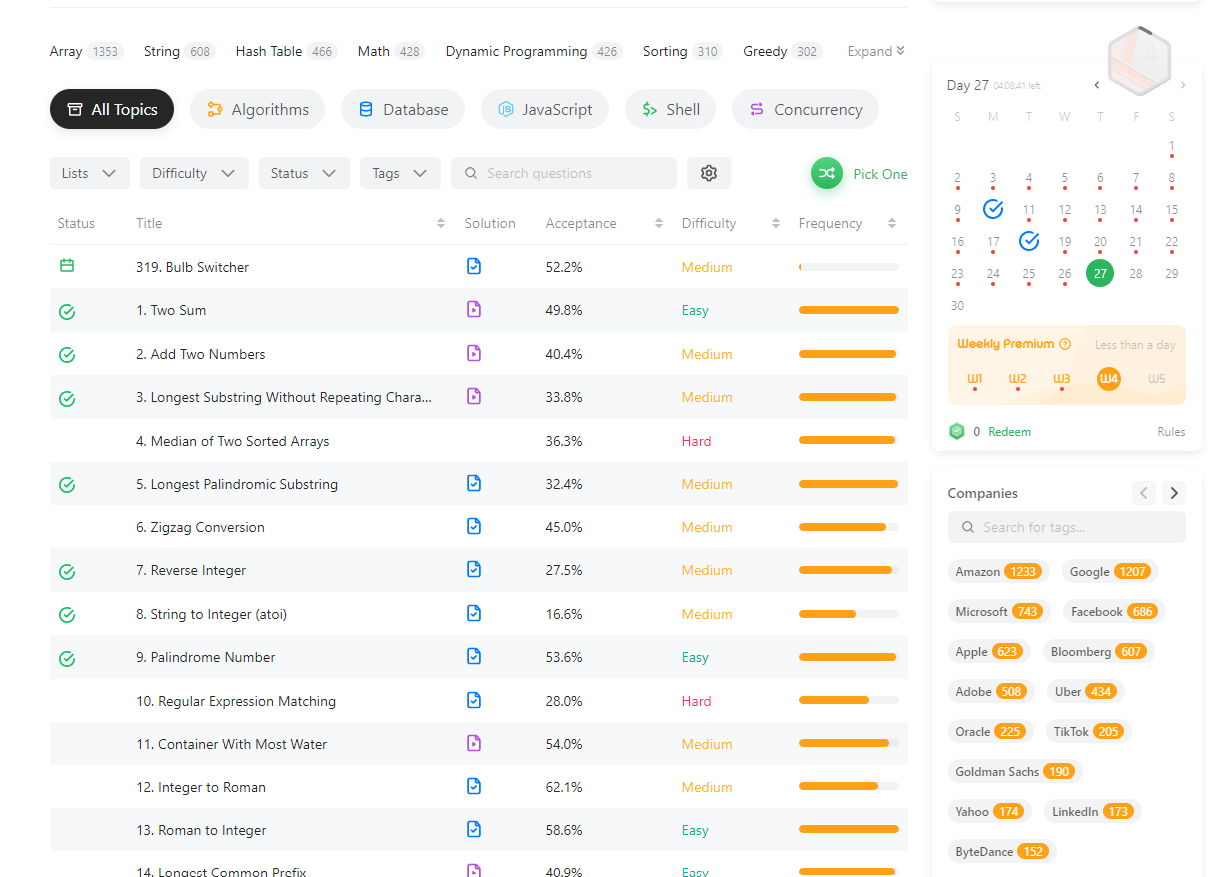 Array 1353 String 608 Hash Table 466 Math 428 Dynamic Programming 426 Sorting 310 Greedy 302 Expand
All Topics Algorithms Database JavaScript Shell Concurrency
Lists Difficulty Status Tags Search questions Pick One
Status Title Solution Acceptance Difficulty Frequency
319. Bulb Switcher 52.2% Medium
1. Two Sum 49.8% Easy
2. Add Two Numbers 40.4% Medium
3. Longest Substring Without Repeating Chara... 33.8% Medium
4. Median of Two Sorted Arrays 36.3% Hard
5. Longest Palindromic Substring 32.4% Medium
6. Zigzag Conversion 45.0% Medium
7. Reverse Integer 27.5% Medium
8. String to Integer (atoi) 16.6% Medium
9. Palindrome Number 53.6% Easy
10. Regular Expression Matching 28.0% Hard
11. Container With Most Water 54.0% Medium
12. Integer to Roman 62.1% Medium
13. Roman to Integer 58.6% Easy
14. Longest Common Prefix 40.9% Easy
Day 27 04:08:41 left
S M T W T F S
1
2 3 4 5 6 7 8
9 11 12 13 14 15
16 17 19 20 21 22
23 24 25 26 27 28 29
30
Weekly Premium Less than a day
W1 W2 W3 W4 W5
0 Redeem Rules
Companies
Search for tags...
Amazon 1233 Google 1207
Microsoft 743 Facebook 686
Apple 623 Bloomberg 607
Adobe 508 Uber 434
Oracle 225 TikTok 205
Goldman Sachs 190
Yahoo 174 LinkedIn 173
ByteDance 152